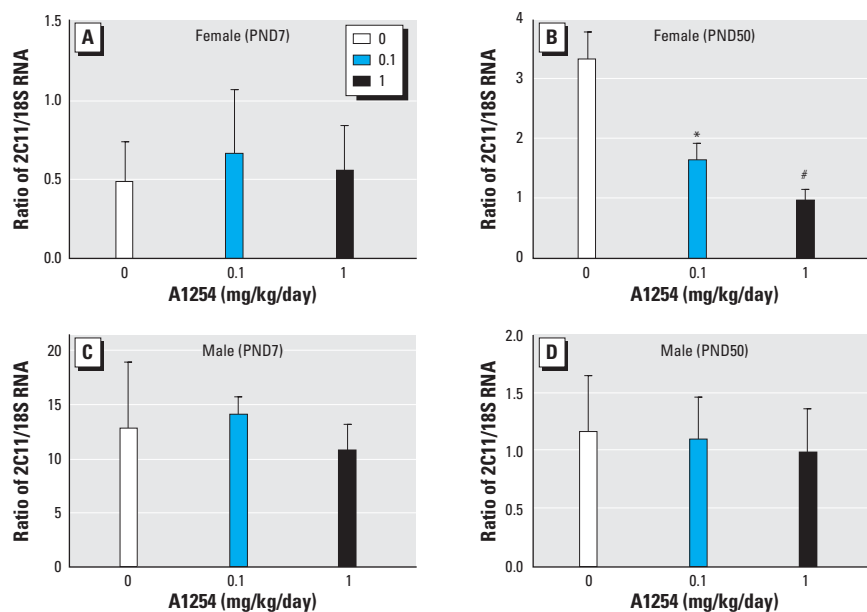 A
Female (PND7)
0
0.1
1
Ratio of 2C11/18S RNA
1.5
1.0
0.5
0.0
0
0.1
1
A1254 (mg/kg/day)
B
Female (PND50)
Ratio of 2C11/18S RNA
4
3
2
1
0
*
#
0
0.1
1
A1254 (mg/kg/day)
C
Male (PND7)
Ratio of 2C11/18S RNA
20
15
10
5
0
0
0.1
1
A1254 (mg/kg/day)
D
Male (PND50)
Ratio of 2C11/18S RNA
2.0
1.5
1.0
0.5
0.0
0
0.1
1
A1254 (mg/kg/day)